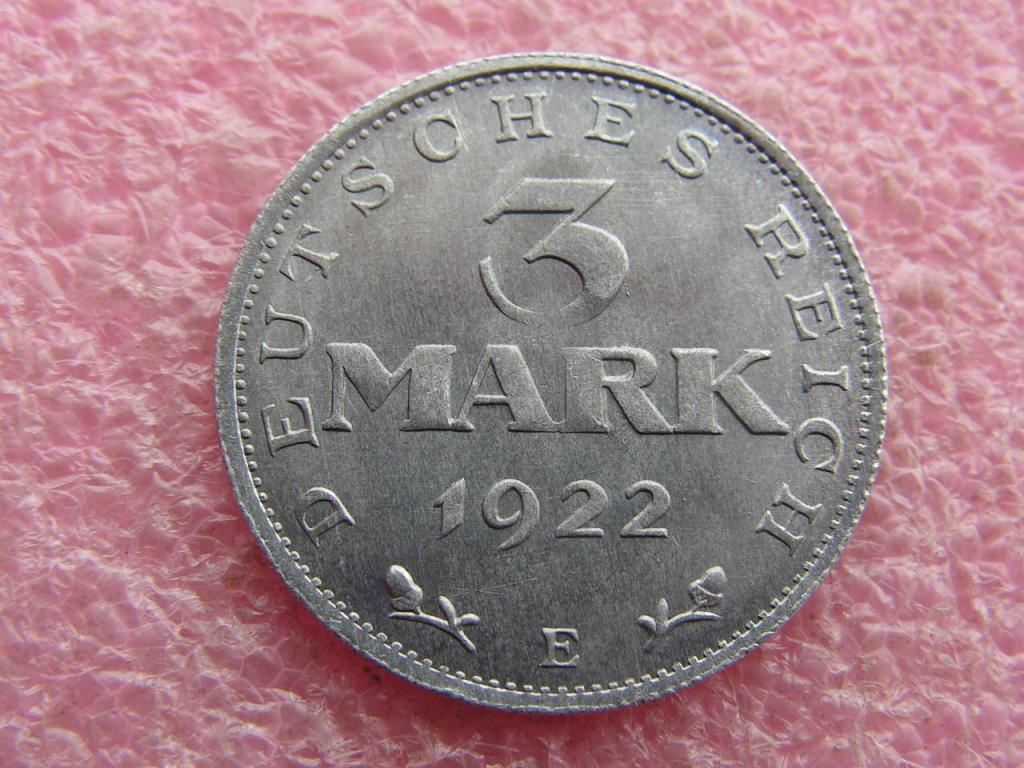 DEUTSCHES REICH
3
MARK
1922
E